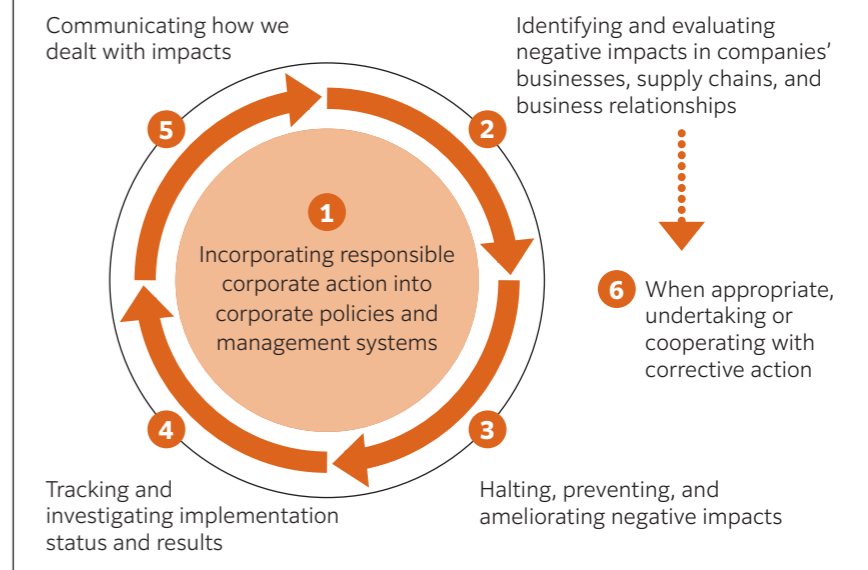 Communicating how we
dealt with impacts
5
Identifying and evaluating
negative impacts in companies’
businesses, supply chains, and
business relationships
2
1
Incorporating responsible
corporate action into
corporate policies and
management systems
6 When appropriate,
undertaking or
cooperating with
corrective action
4
Tracking and
investigating implementation
status and results
3
Halting, preventing, and
ameliorating negative impacts